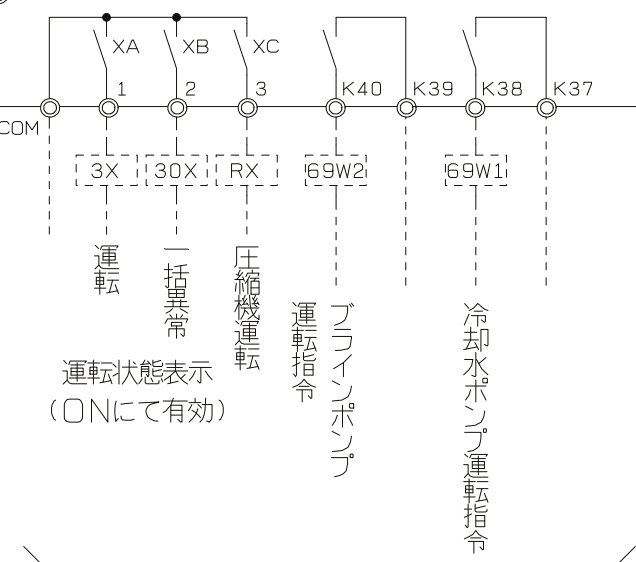 XA
XB
XC
COM
1
2
3
K40
K39
K38
K37
3X
30X
RX
69W2
69W1
運転
一括異常
圧縮機運転
運転状態表示
(ONにて有効)
ブラインポンプ
運転指令
冷却水ポンプ運転指令